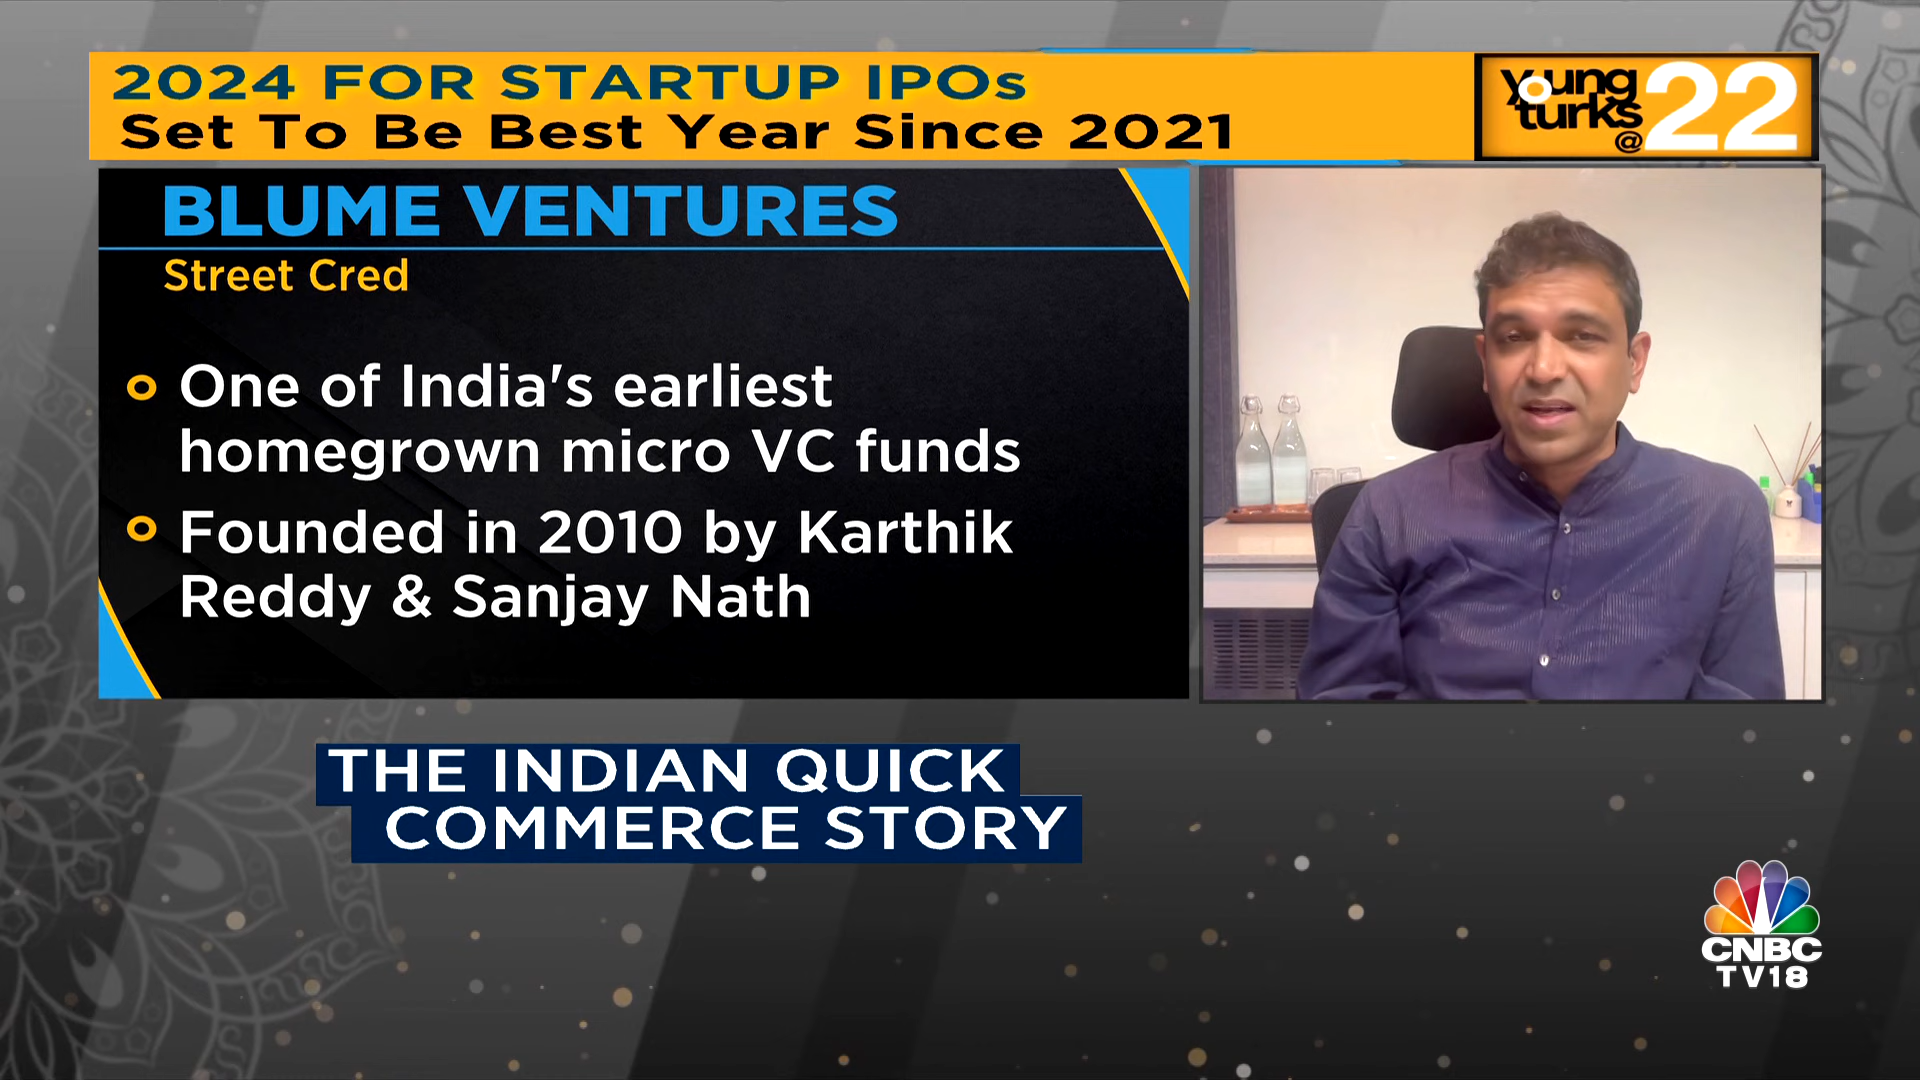 2024 FOR STARTUP IPOs
Set To Be Best Year Since 2021
young
turks
@22
BLUME VENTURES
Street Cred
One of India's earliest
homegrown micro VC funds
Founded in 2010 by Karthik
Reddy & Sanjay Nath
THE INDIAN QUICK
COMMERCE STORY
CNBC
TV18